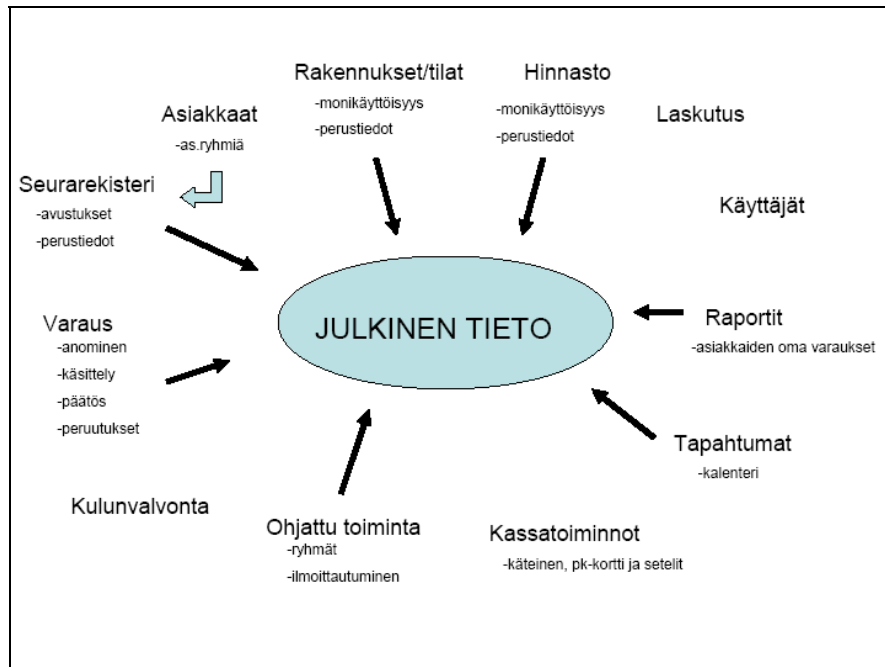 Rakennukset/tilat
-monikäyttöisyys
-perustiedot
Hinnasto
-monikäyttöisyys
-perustiedot
Asiakkaat
-as.ryhmiä
Laskutus
Seurarekisteri
-avustukset
-perustiedot
Käyttäjät
JULKINEN TIETO
Varaus
-anominen
-käsittely
-päätös
-peruutukset
Raportit
-asiakkaiden oma varaukset
Tapahtumat
-kalenteri
Kulunvalvonta
Ohjattu toiminta
-ryhmät
-ilmoittautuminen
Kassatoiminnot
-käteinen, pk-kortti ja setelit